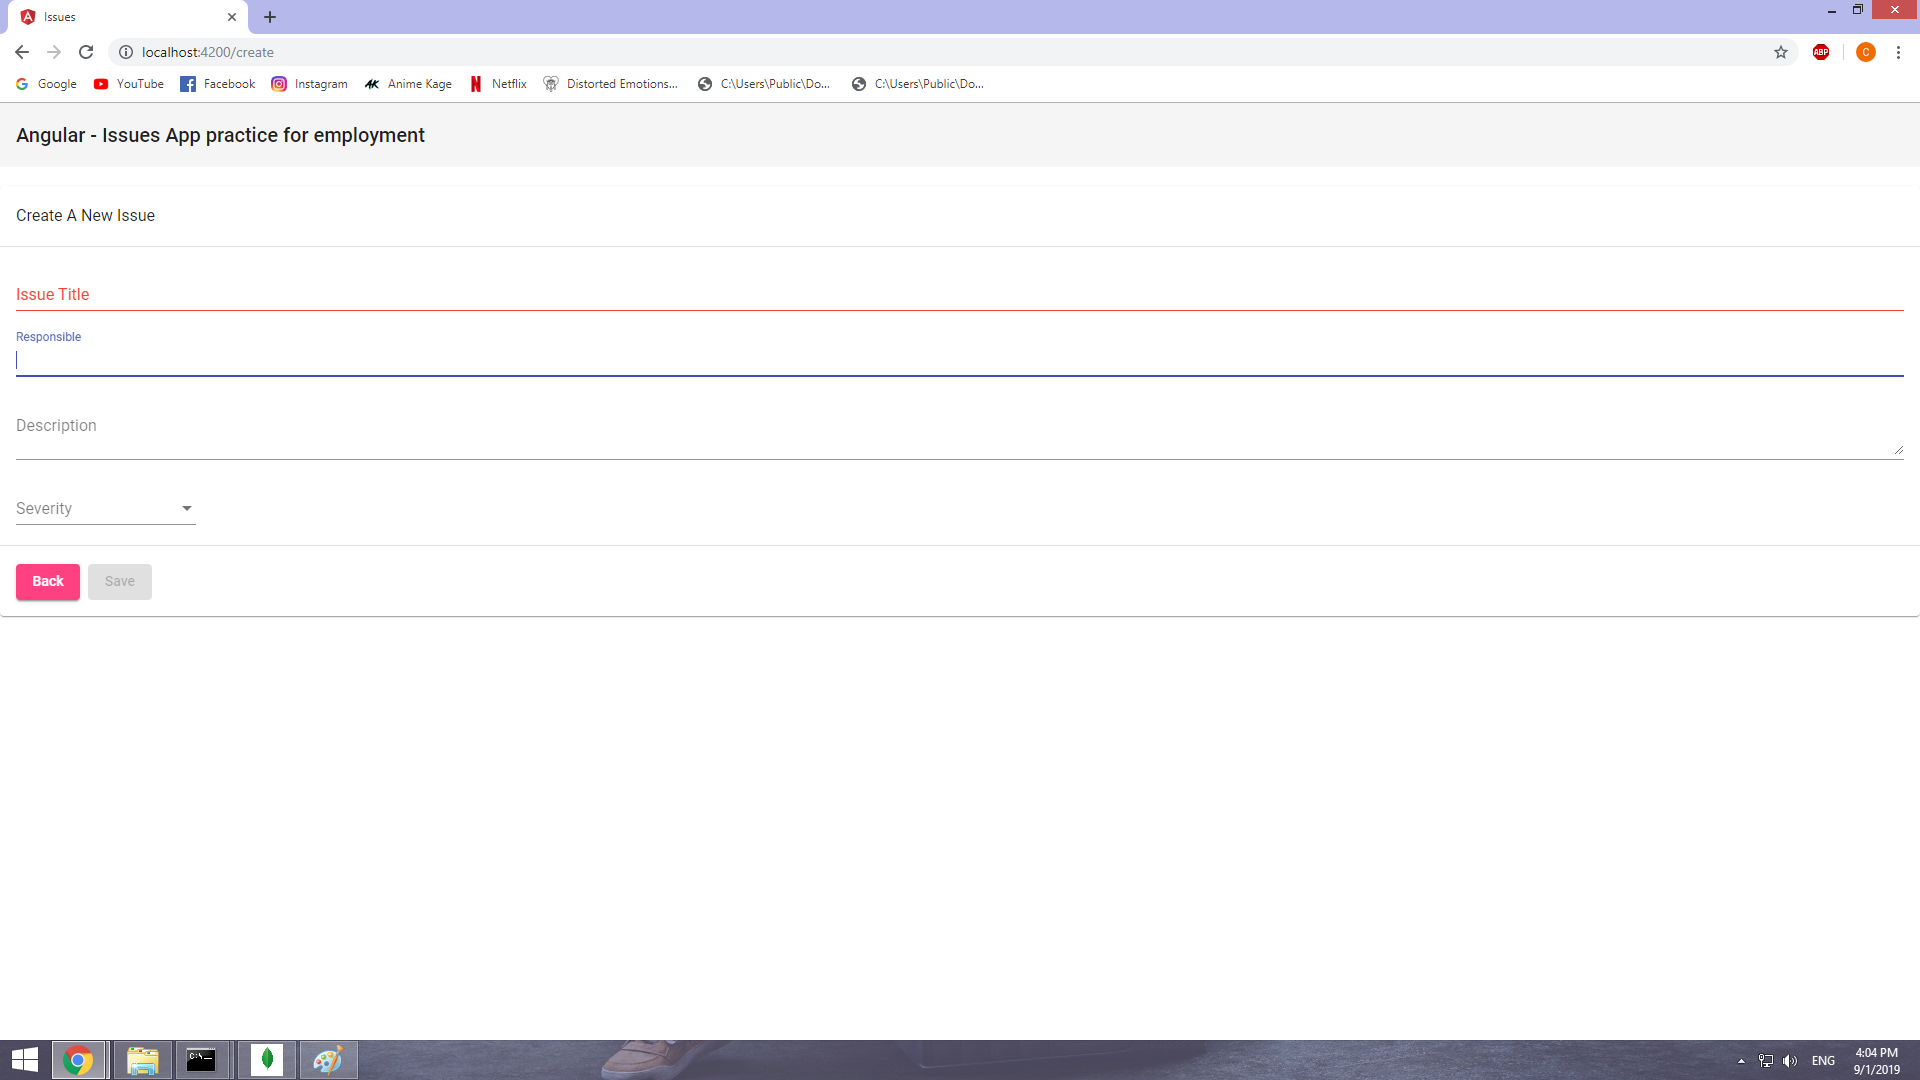 Issues
localhost:4200/create
ABP
C
Google YouTube Facebook Instagram Anime Kage Netflix Distorted Emotions... C:\Users\Public\Do... C:\Users\Public\Do...
Angular - Issues App practice for employment
Create A New Issue
Issue Title
Responsible
Description
Severity
Back Save
C:\_
ENG
4:04 PM
9/1/2019